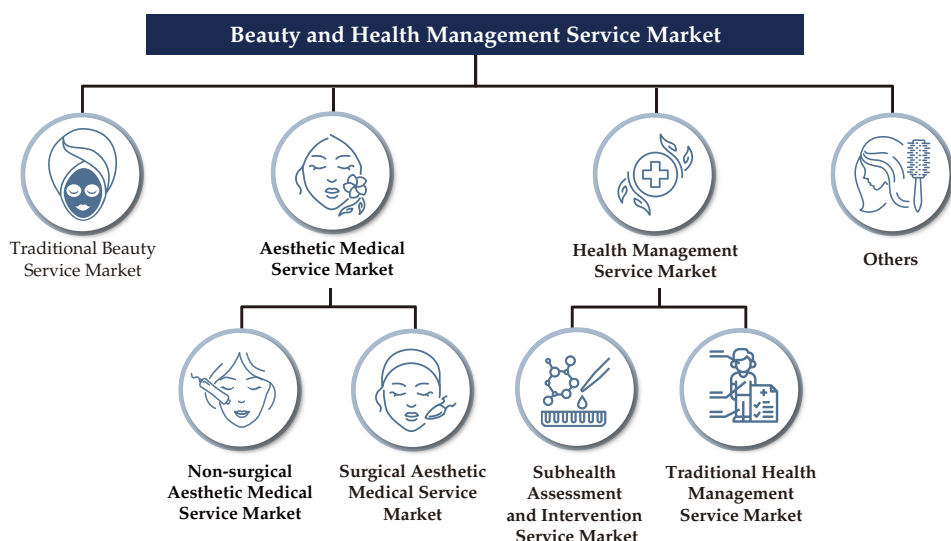 Beauty and Health Management Service Market
Traditional Beauty
Service Market
Aesthetic Medical
Service Market
Health Management
Service Market
Others
Non-surgical
Aesthetic Medical
Service Market
Surgical Aesthetic
Medical Service
Market
Subhealth
Assessment
and Intervention
Service Market
Traditional Health
Management
Service Market